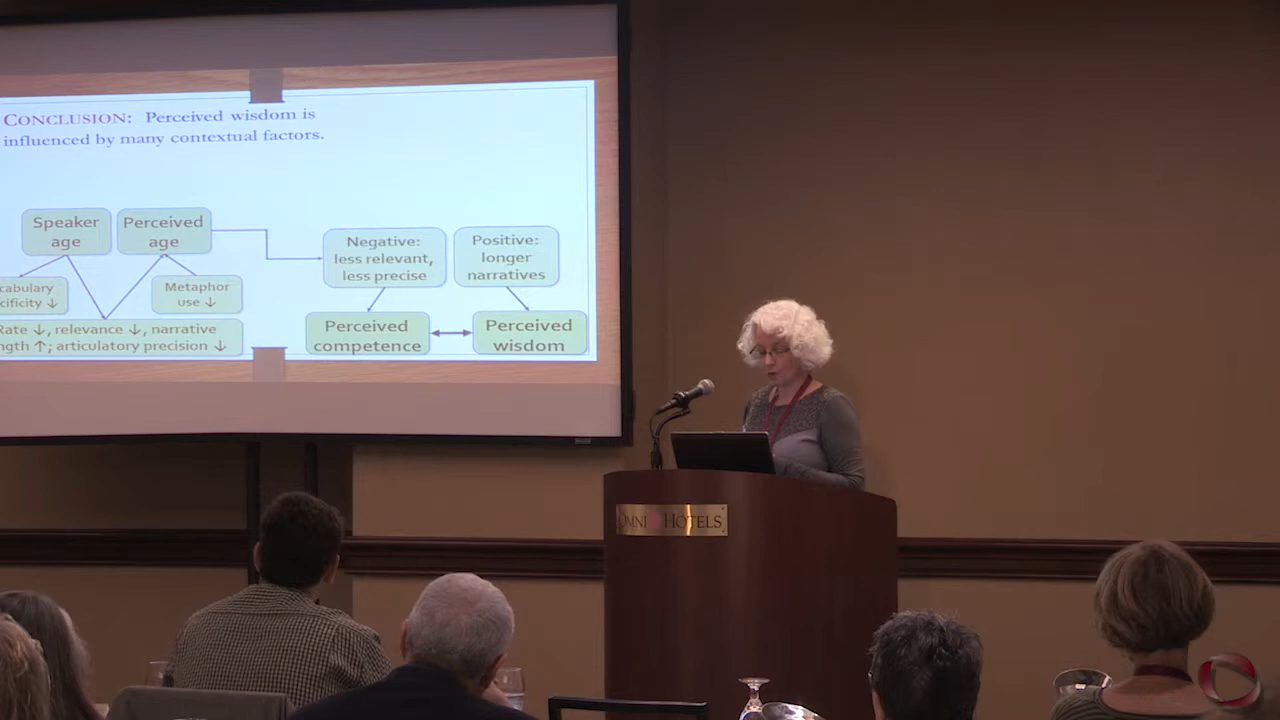 CONCLUSION: Perceived wisdom is
influenced by many contextual factors.
Speaker
age
Perceived
age
cabulary
cificity ↓
Metaphor
use ↓
Rate ↓, relevance ↓, narrative
ngth ↑; articulatory precision ↓
Negative:
less relevant,
less precise
Positive:
longer
narratives
Perceived
competence
Perceived
wisdom
OMNI HOTELS